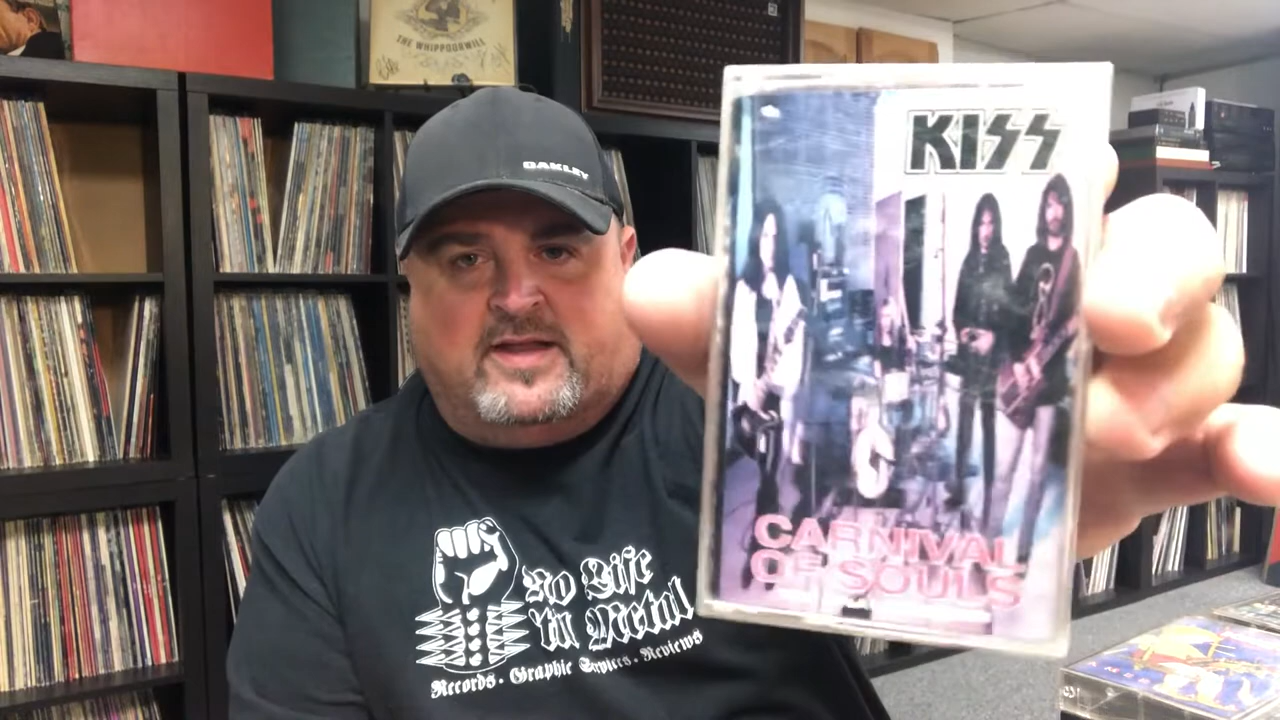 THE WHIPPOORWILL
OAKLEY
KISS
CARNIVAL
OF SOULS
No Life
'til Metal
Records · Graphic Services · Reviews